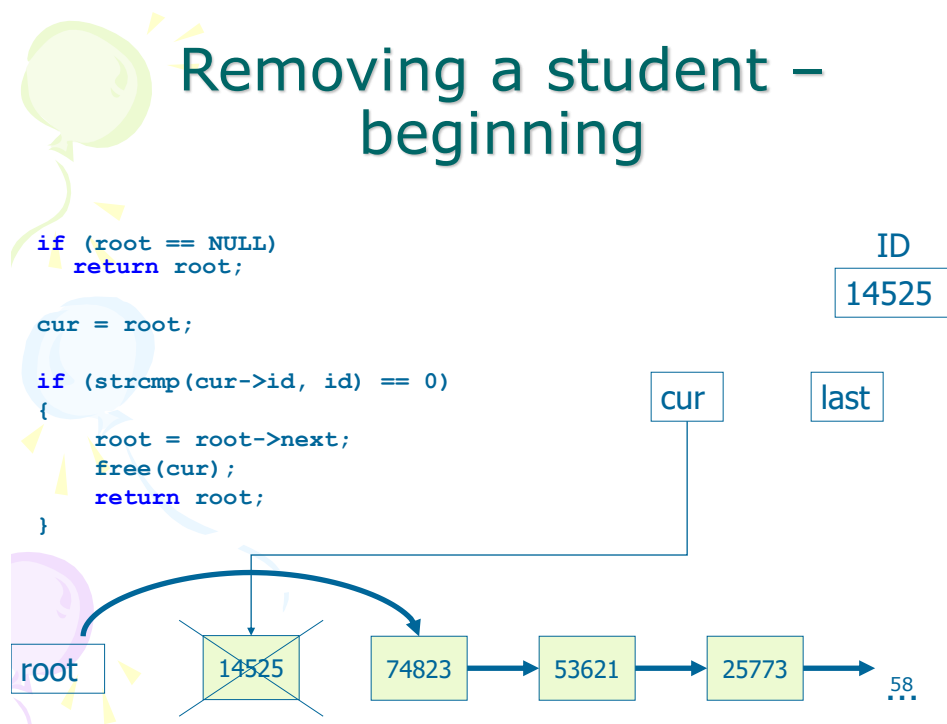 Removing a student –
beginning
if (root == NULL)
return root;
cur = root;
if (strcmp(cur->id, id) == 0)
{
root = root->next;
free(cur);
return root;
}
ID
14525
cur
last
root
14525
74823
53621
25773
...
58